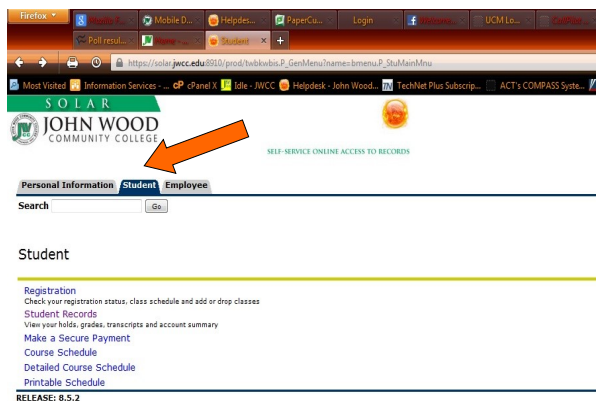 Firefox
Mobile D...
Helpdes...
PaperCu...
Login
UCM Lo...
Poll resul...
Student
https://solar.jwcc.edu:8910/prod/twbkwbis.P_GenMenu?name=bmenu.P_StuMainMnu
Most Visited Information Services - ... cPanel X Idle - JWCC Helpdesk - John Wood... TechNet Plus Subscrip... ACT's COMPASS Syste...
SOLAR
JOHN WOOD
COMMUNITY COLLEGE
SELF-SERVICE ONLINE ACCESS TO RECORDS
Personal Information Student Employee
Search Go
Student
Registration
Check your registration status, class schedule and add or drop classes
Student Records
View your holds, grades, transcripts and account summary
Make a Secure Payment
Course Schedule
Detailed Course Schedule
Printable Schedule
RELEASE: 8.5.2